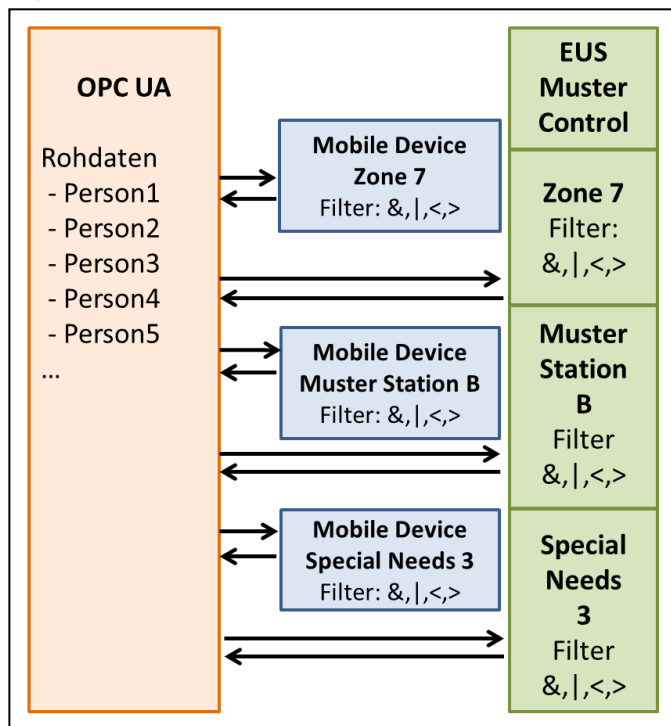 OPC UA
Rohdaten
- Person1
- Person2
- Person3
- Person4
- Person5
...
Mobile Device
Zone 7
Filter: &,|,<,>
Mobile Device
Muster Station B
Filter: &,|,<,>
Mobile Device
Special Needs 3
Filter: &,|,<,>
EUS
Muster
Control
Zone 7
Filter:
&,|,<,>
Muster
Station
B
Filter
&,|,<,>
Special
Needs
3
Filter
&,|,<,>